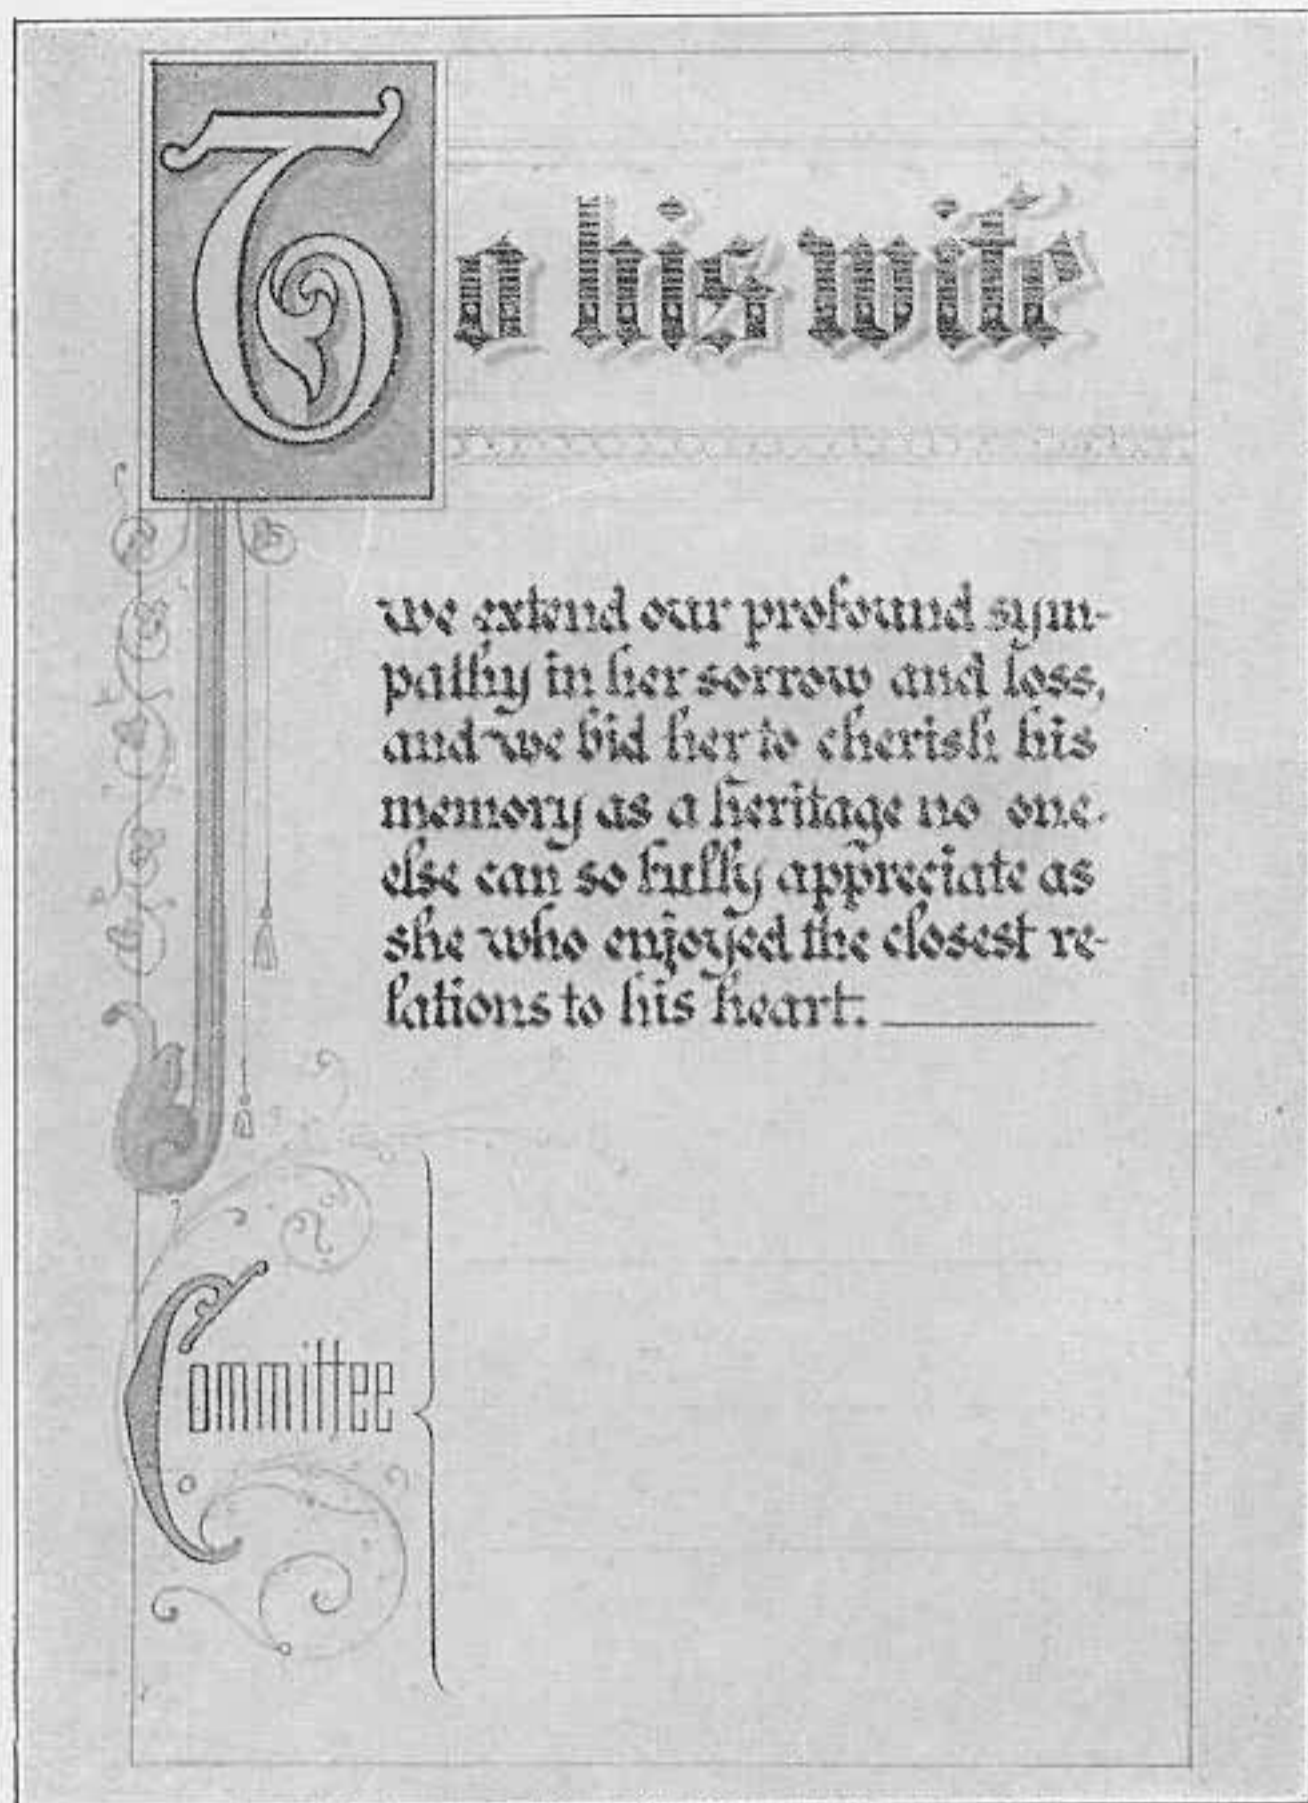 To his wife
we extend our profound sym-
pathy in her sorrow and loss,
and we bid her to cherish his
memory as a heritage no one
else can so fully appreciate as
she who enjoyed the closest re-
lations to his heart.
Committee